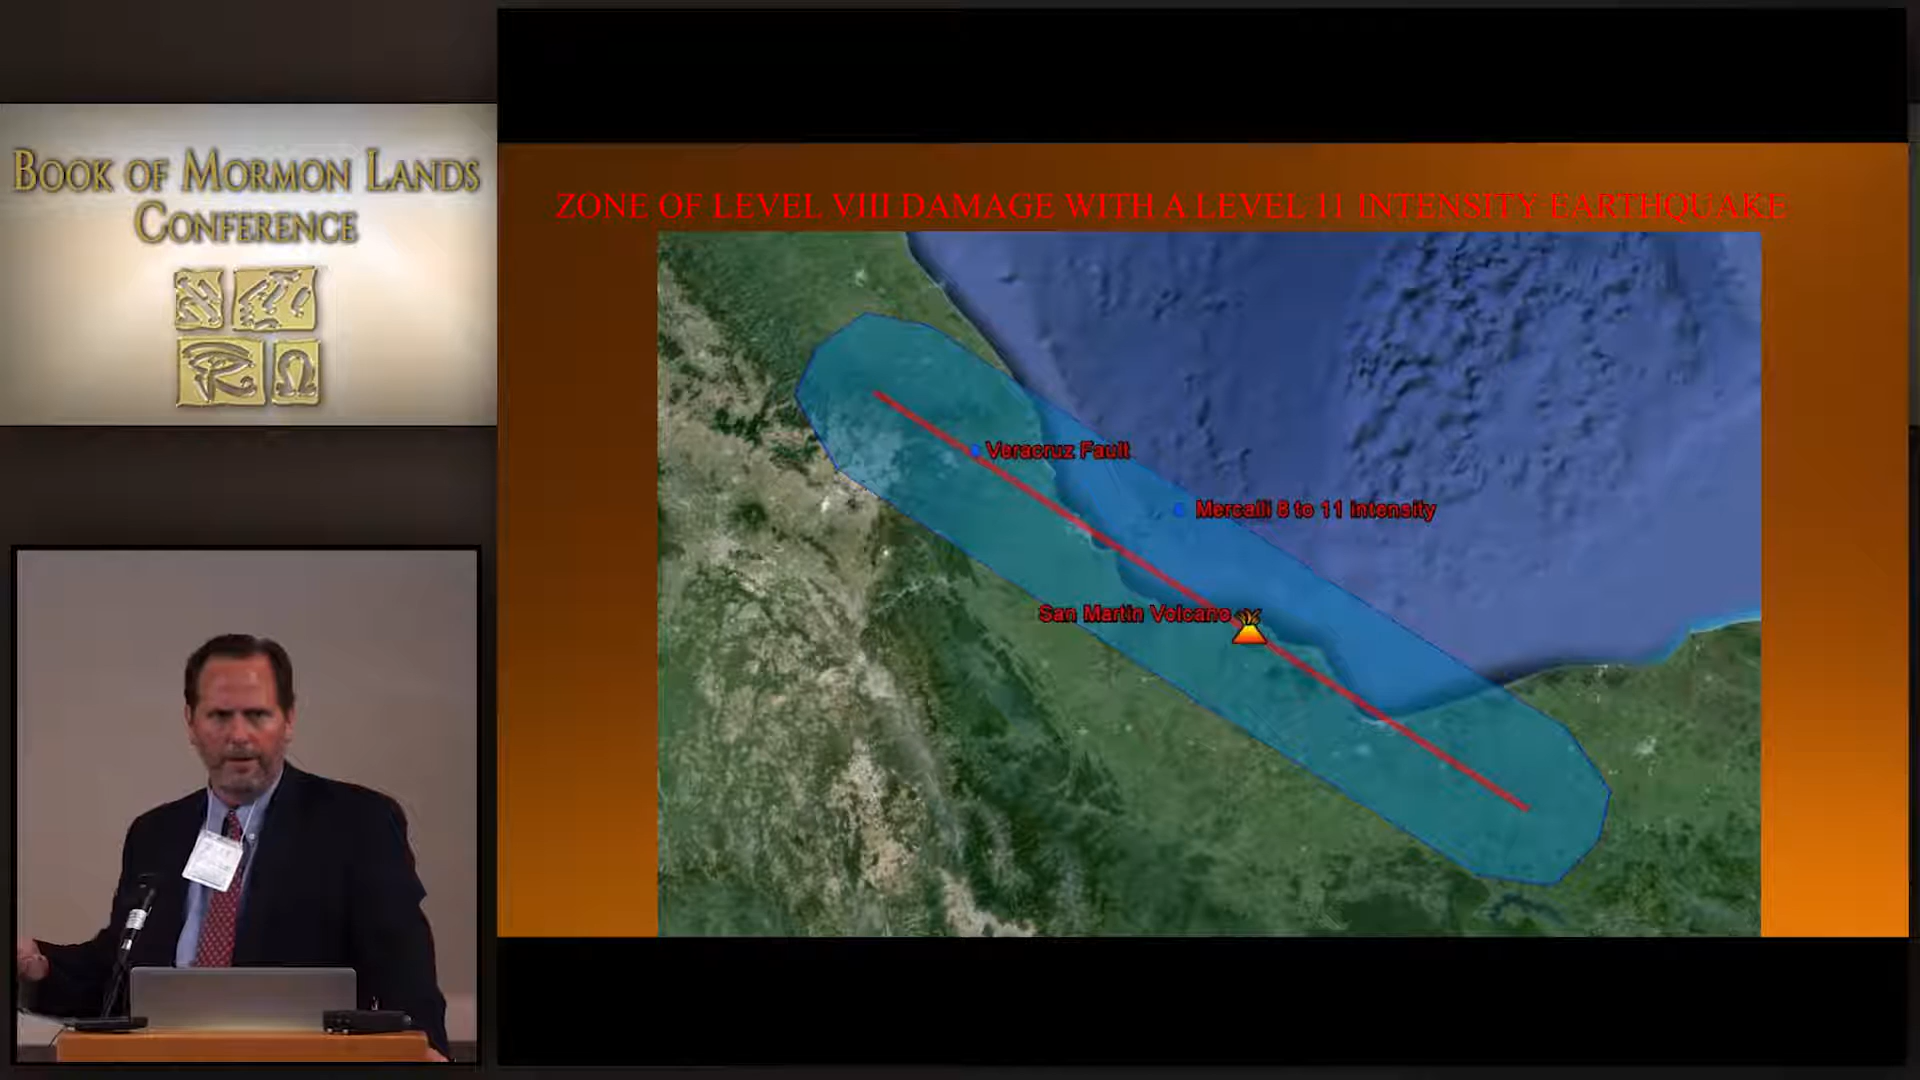 BOOK OF MORMON LANDS
CONFERENCE
ZONE OF LEVEL VIII DAMAGE WITH A LEVEL 11 INTENSITY EARTHQUAKE
Veracruz Fault
Mercalli 8 to 11 intensity
San Martin Volcano